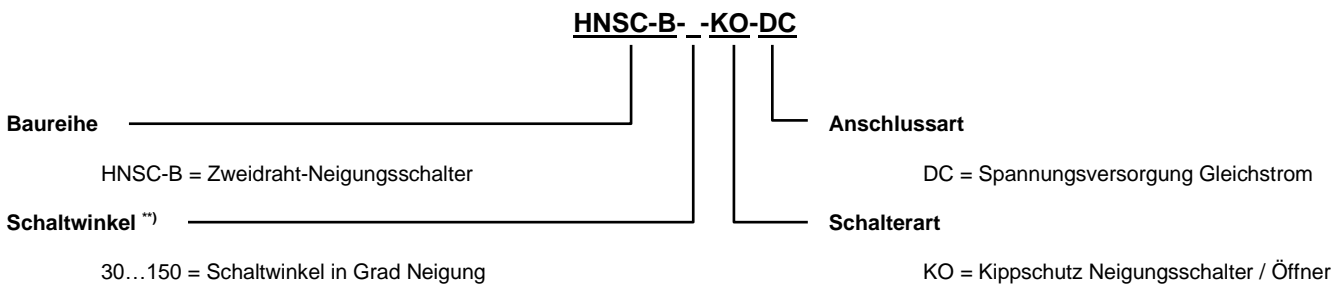 HNSC-B-_-KO-DC
Baureihe
Anschlussart
HNSC-B = Zweidraht-Neigungsschalter
DC = Spannungsversorgung Gleichstrom
Schaltwinkel **)
Schalterart
30…150 = Schaltwinkel in Grad Neigung
KO = Kippschutz Neigungsschalter / Öffner